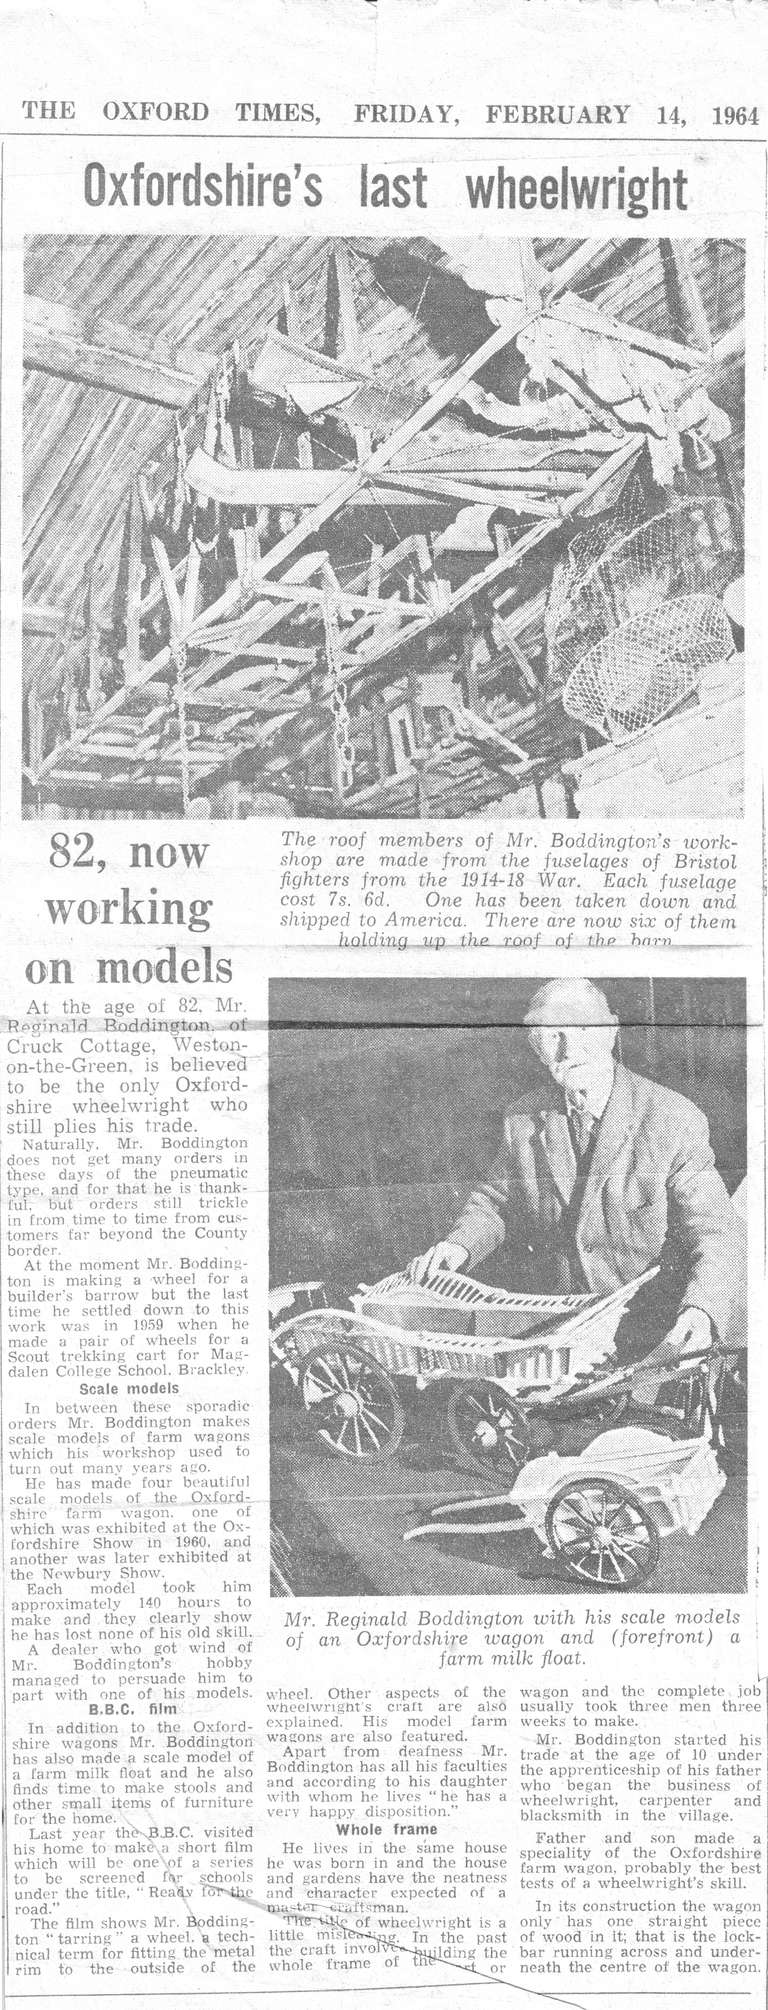 THE OXFORD TIMES, FRIDAY, FEBRUARY 14, 1964
Oxfordshire's last wheelwright
82, now
working
on models
The roof members of Mr. Boddington's work-
shop are made from the fuselages of Bristol
fighters from the 1914-18 War. Each fuselage
cost 7s. 6d. One has been taken down and
shipped to America. There are now six of them
holding up the roof of the barn
At the age of 82, Mr.
Reginald Boddington, of
Cruck Cottage, Weston-
on-the-Green, is believed
to be the only Oxford-
shire wheelwright who
still plies his trade.
Naturally, Mr. Boddington
does not get many orders in
these days of the pneumatic
type, and for that he is thank-
ful, but orders still trickle
in from time to time from cus-
tomers far beyond the County
border.
At the moment Mr. Bodding-
ton is making a wheel for a
builder's barrow but the last
time he settled down to this
work was in 1959 when he
made a pair of wheels for a
Scout trekking cart for Mag-
dalen College School, Brackley.
Scale models
In between these sporadic
orders Mr. Boddington makes
scale models of farm wagons
which his workshop used to
turn out many years ago.
He has made four beautiful
scale models of the Oxford-
shire farm wagon, one of
which was exhibited at the Ox-
fordshire Show in 1960, and
another was later exhibited at
the Newbury Show.
Each model took him
approximately 140 hours to
make and they clearly show
he has lost none of his old skill.
A dealer who got wind of
Mr. Boddington's hobby
managed to persuade him to
part with one of his models.
B.B.C. film
In addition to the Oxford-
shire wagons Mr. Boddington
has also made a scale model of
a farm milk float and he also
finds time to make stools and
other small items of furniture
for the home.
Last year the B.B.C. visited
his home to make a short film
which will be one of a series
to be screened for schools
under the title, "Ready for the
road."
The film shows Mr. Bodding-
ton "tarring" a wheel, a tech-
nical term for fitting the metal
rim to the outside of the
Mr. Reginald Boddington with his scale models
of an Oxfordshire wagon and (forefront) a
farm milk float.
wheel. Other aspects of the
wheelwright's craft are also
explained. His model farm
wagons are also featured.
Apart from deafness Mr.
Boddington has all his faculties
and according to his daughter
with whom he lives "he has a
very happy disposition."
Whole frame
He lives in the same house
he was born in and the house
and gardens have the neatness
and character expected of a
master craftsman.
The title of wheelwright is a
little misleading. In the past
the craft involved building the
whole frame of the or
wagon and the complete job
usually took three men three
weeks to make.
Mr. Boddington started his
trade at the age of 10 under
the apprenticeship of his father
who began the business of
wheelwright, carpenter and
blacksmith in the village.
Father and son made a
speciality of the Oxfordshire
farm wagon, probably the best
tests of a wheelwright's skill.
In its construction the wagon
only has one straight piece
of wood in it; that is the lock-
bar running across and under-
neath the centre of the wagon.